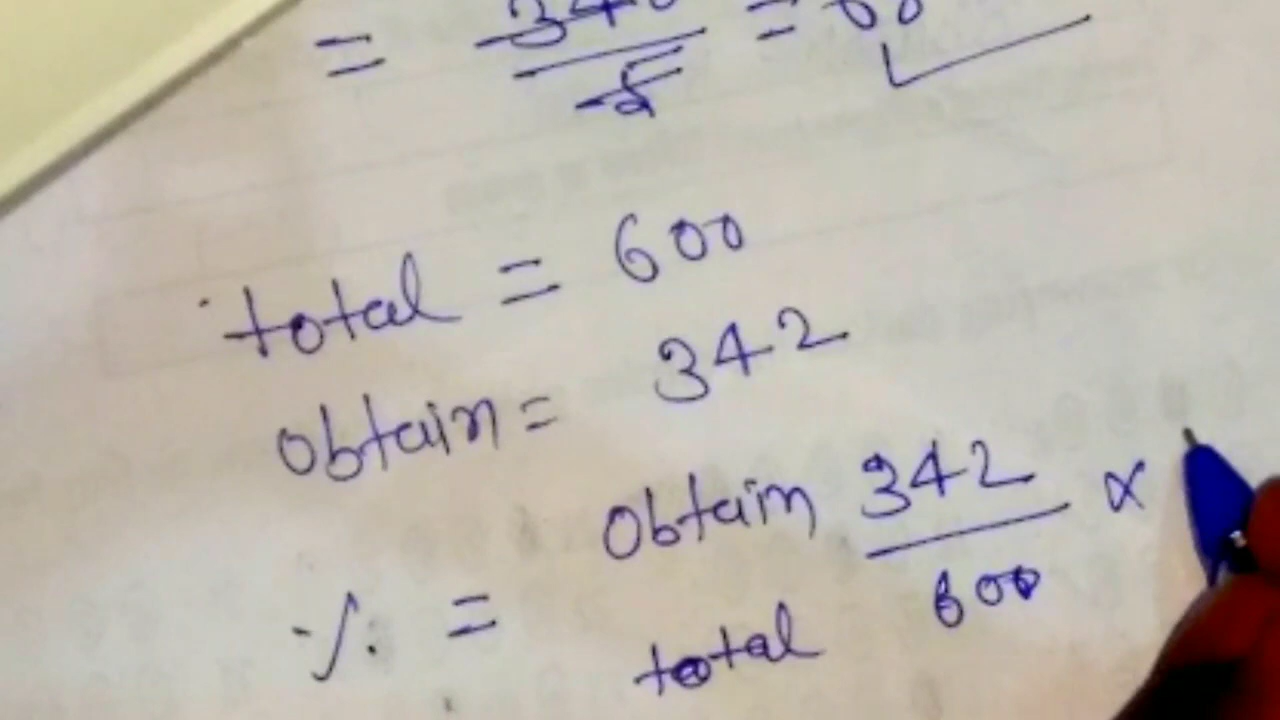 =
=
total = 600
obtain = 342
% = obtain 342 ×
total 600